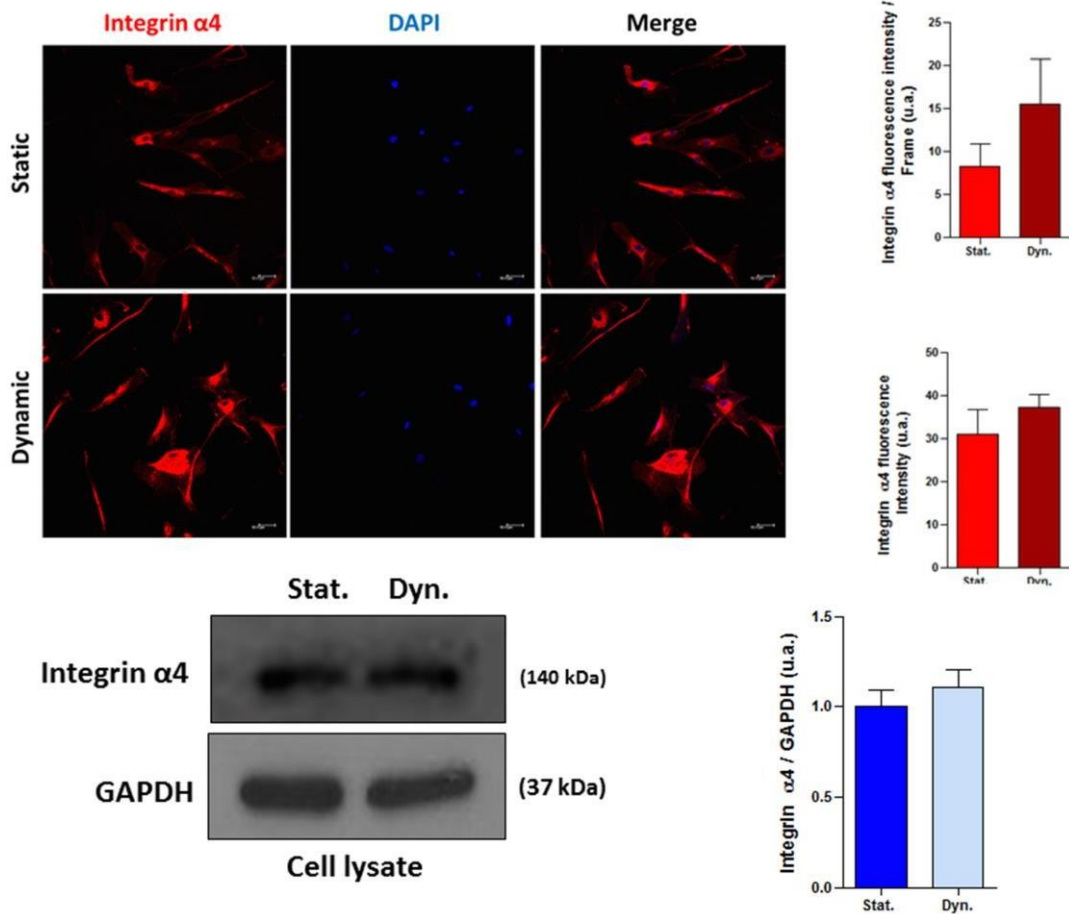 Integrin α4
DAPI
Merge
Static
Dynamic
Integrin α4 fluorescence intensity /
Frame (u.a.)
25
20
15
10
5
0
Stat.
Dyn.
Integrin α4 fluorescence
Intensity (u.a.)
50
40
30
20
10
0
Stat.
Dyn.
Stat.
Dyn.
Integrin α4
(140 kDa)
GAPDH
(37 kDa)
Cell lysate
Integrin α4 / GAPDH (u.a.)
1.5
1.0
0.5
0.0
Stat.
Dyn.